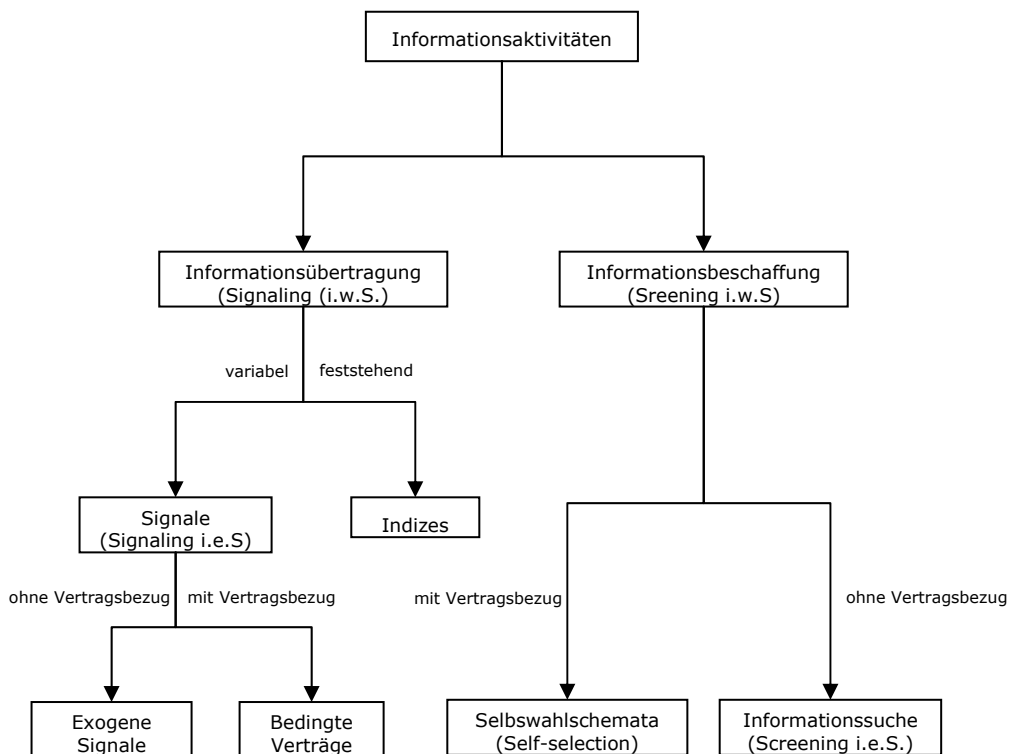 Informationsaktivitäten
Informationsübertragung
(Signaling (i.w.S.)
Informationsbeschaffung
(Sreening i.w.S)
variabel
feststehend
Signale
(Signaling i.e.S)
Indizes
ohne Vertragsbezug
mit Vertragsbezug
mit Vertragsbezug
ohne Vertragsbezug
Exogene
Signale
Bedingte
Verträge
Selbswahlschemata
(Self-selection)
Informationssuche
(Screening i.e.S.)